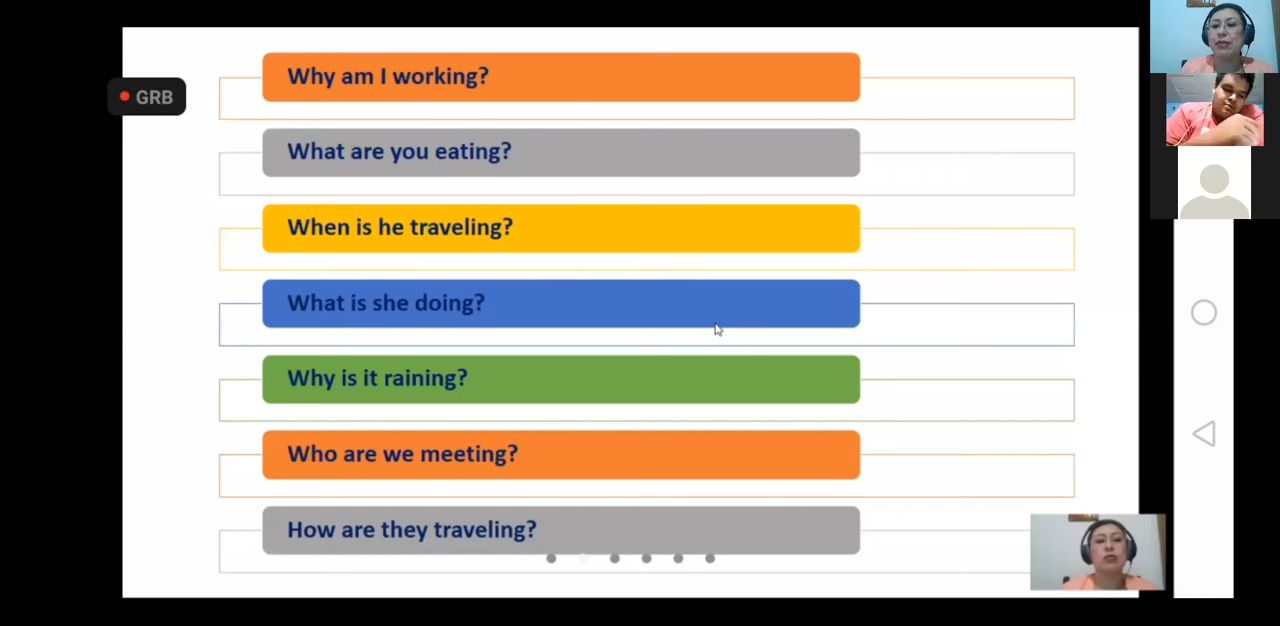 Why am I working?
GRB
What are you eating?
When is he traveling?
What is she doing?
Why is it raining?
Who are we meeting?
How are they traveling?